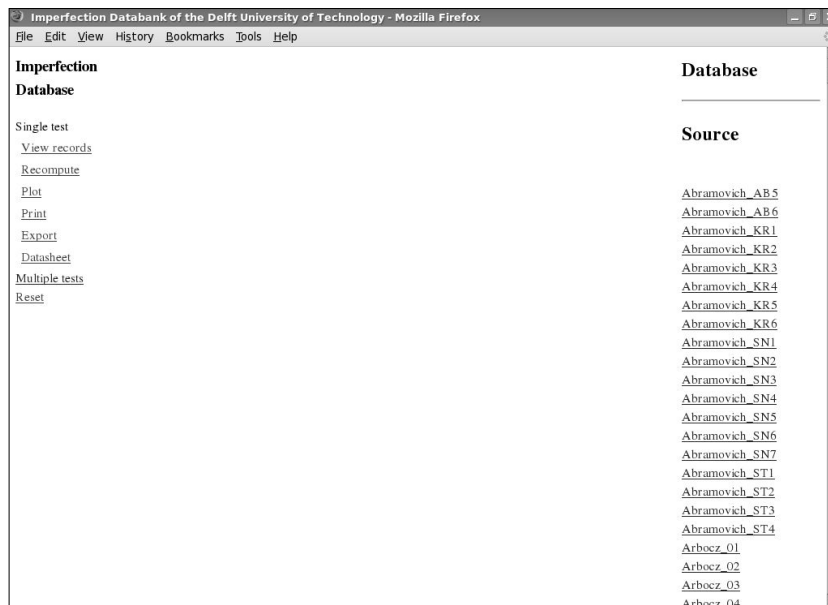 Imperfection Databank of the Delft University of Technology - Mozilla Firefox
File Edit View History Bookmarks Tools Help
Imperfection
Database
Single test
View records
Recompute
Plot
Print
Export
Datasheet
Multiple tests
Reset
Database
Source
Abramovich_AB5
Abramovich_AB6
Abramovich_KR1
Abramovich_KR2
Abramovich_KR3
Abramovich_KR4
Abramovich_KR5
Abramovich_KR6
Abramovich_SN1
Abramovich_SN2
Abramovich_SN3
Abramovich_SN4
Abramovich_SN5
Abramovich_SN6
Abramovich_SN7
Abramovich_ST1
Abramovich_ST2
Abramovich_ST3
Abramovich_ST4
Arbocz_01
Arbocz_02
Arbocz_03
Arbocz_04